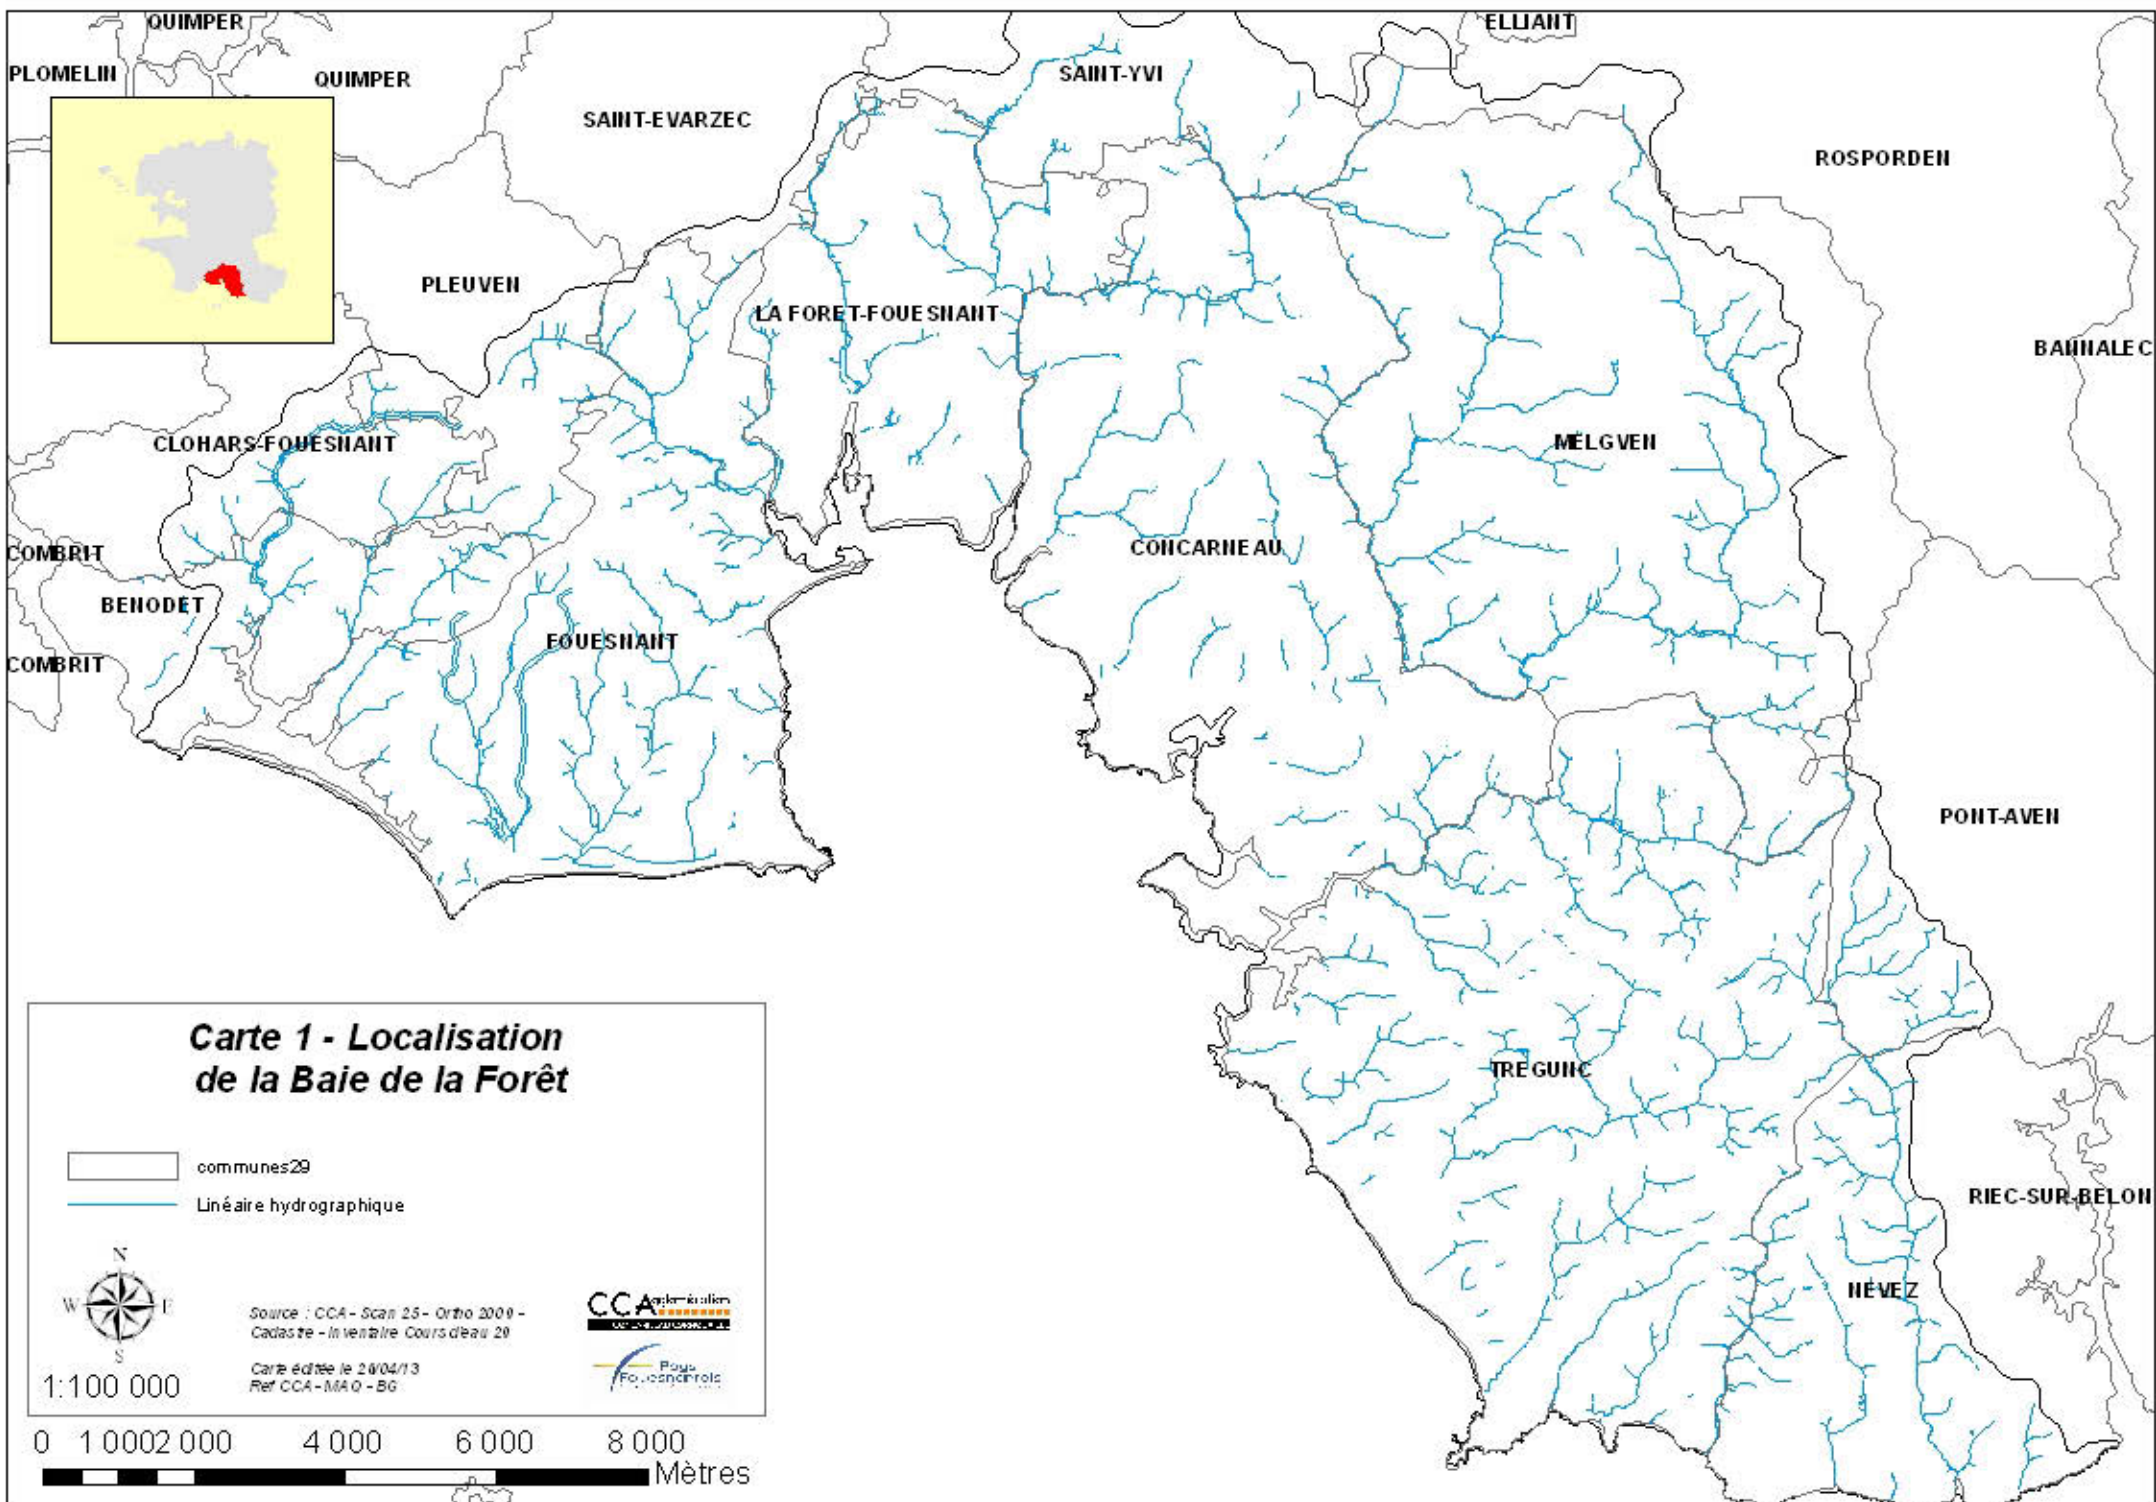 QUIMPER
ELLIANT
PLOMELIN
QUIMPER
SAINT-YVI
SAINT-EVARZEC
ROSPORDEN
PLEUVEN
LA FORET-FOUESNANT
BANNALEC
CLOHARS-FOUESNANT
MELGVEN
COMBRIT
CONCARNEAU
BENODET
FOUESNANT
COMBRIT
PONT-AVEN
TREGUNC
RIEC-SUR-BELON
NEVEZ
Carte 1 - Localisation
de la Baie de la Forêt
communes29
Linéaire hydrographique
N
W E
S
Source : CCA - Scan 25 - Ortho 2009 -
Cadastre - Inventaire Cours d'eau 29
Carte éditée le 26/04/13
Ref CCA - MAO - BG
CCA Agglomération
Pays
Fouesnantais
1:100 000
0 1 000 2 000 4 000 6 000 8 000
Mètres